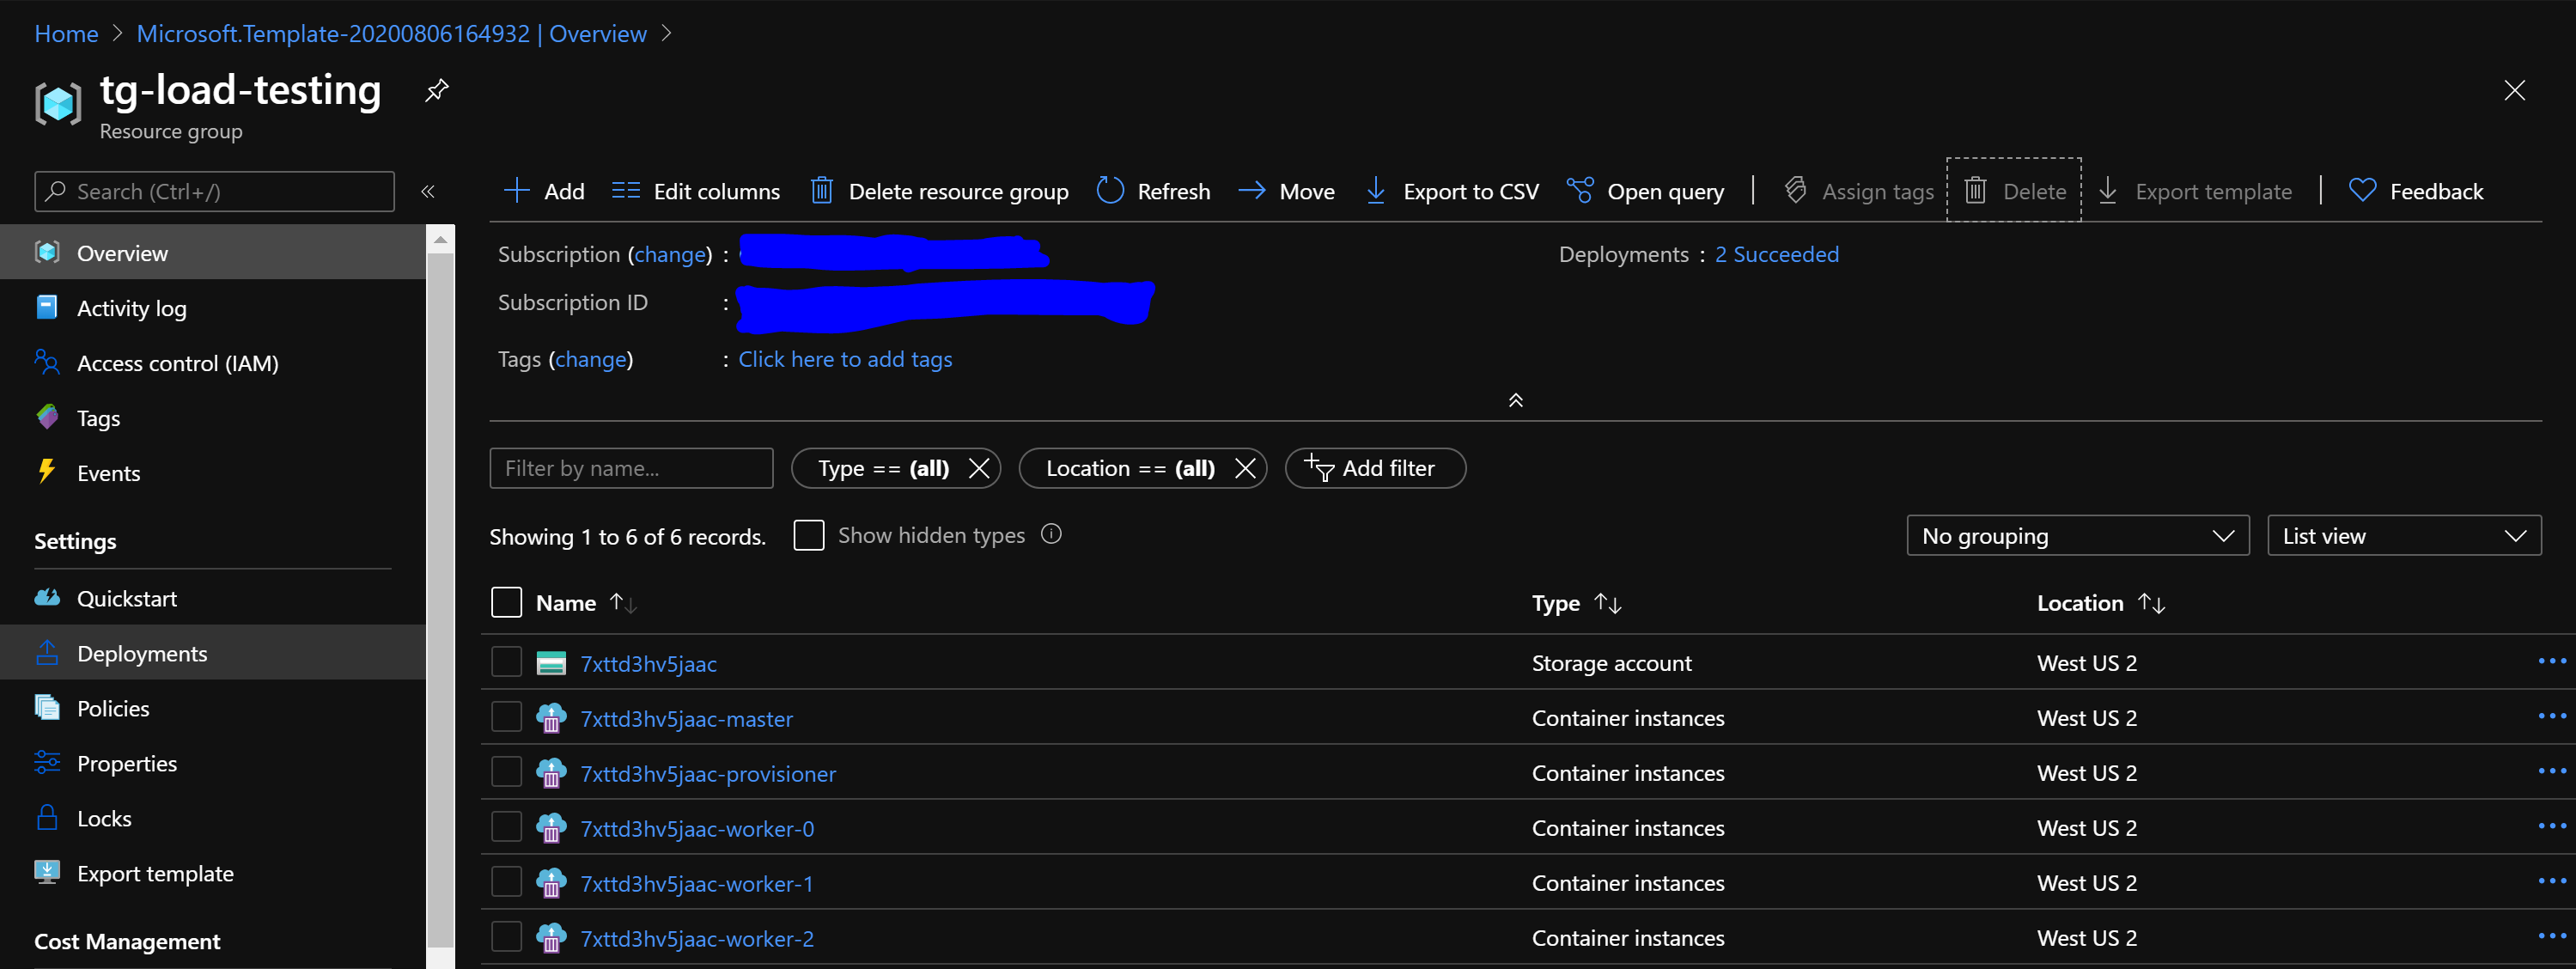 Home > Microsoft.Template-20200806164932 | Overview >
tg-load-testing
Resource group
Search (Ctrl+/)
«
Add Edit columns Delete resource group Refresh Move Export to CSV Open query | Assign tags Delete Export template | Feedback
Overview
Activity log
Access control (IAM)
Tags
Events
Settings
Quickstart
Deployments
Policies
Properties
Locks
Export template
Cost Management
Subscription (change) :
Deployments : 2 Succeeded
Subscription ID :
Tags (change) : Click here to add tags
Filter by name... Type == (all) Location == (all) Add filter
Showing 1 to 6 of 6 records. Show hidden types No grouping List view
Name Type Location
7xttd3hv5jaac Storage account West US 2 ...
7xttd3hv5jaac-master Container instances West US 2 ...
7xttd3hv5jaac-provisioner Container instances West US 2 ...
7xttd3hv5jaac-worker-0 Container instances West US 2 ...
7xttd3hv5jaac-worker-1 Container instances West US 2 ...
7xttd3hv5jaac-worker-2 Container instances West US 2 ...